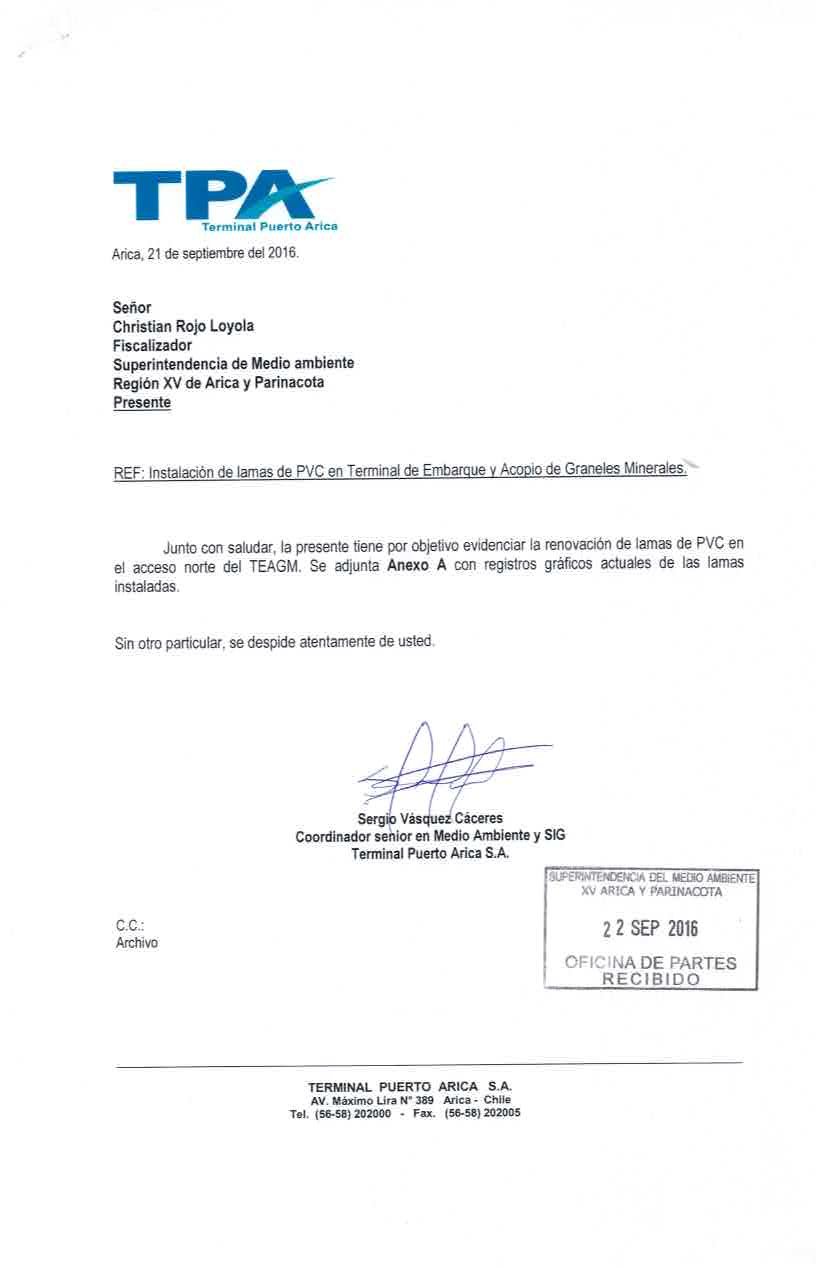 TPA
Terminal Puerto Arica
Arica, 21 de septiembre del 2016.
Señor
Christian Rojo Loyola
Fiscalizador
Superintendencia de Medio ambiente
Región XV de Arica y Parinacota
Presente
REF: Instalación de lamas de PVC en Terminal de Embarque y Acopio de Graneles Minerales.
Junto con saludar, la presente tiene por objetivo evidenciar la renovación de lamas de PVC en
el acceso norte del TEAGM. Se adjunta Anexo A con registros gráficos actuales de las lamas
instaladas.
Sin otro particular, se despide atentamente de usted.
Sergio Vásquez Cáceres
Coordinador senior en Medio Ambiente y SIG
Terminal Puerto Arica S.A.
SUPERINTENDENCIA DEL MEDIO AMBIENTE
XV ARICA Y PARINACOTA
22 SEP 2016
OFICINA DE PARTES
RECIBIDO
C.C.:
Archivo
TERMINAL PUERTO ARICA S.A.
AV. Máximo Lira N° 389 Arica - Chile
Tel. (56-58) 202000 - Fax. (56-58) 202005